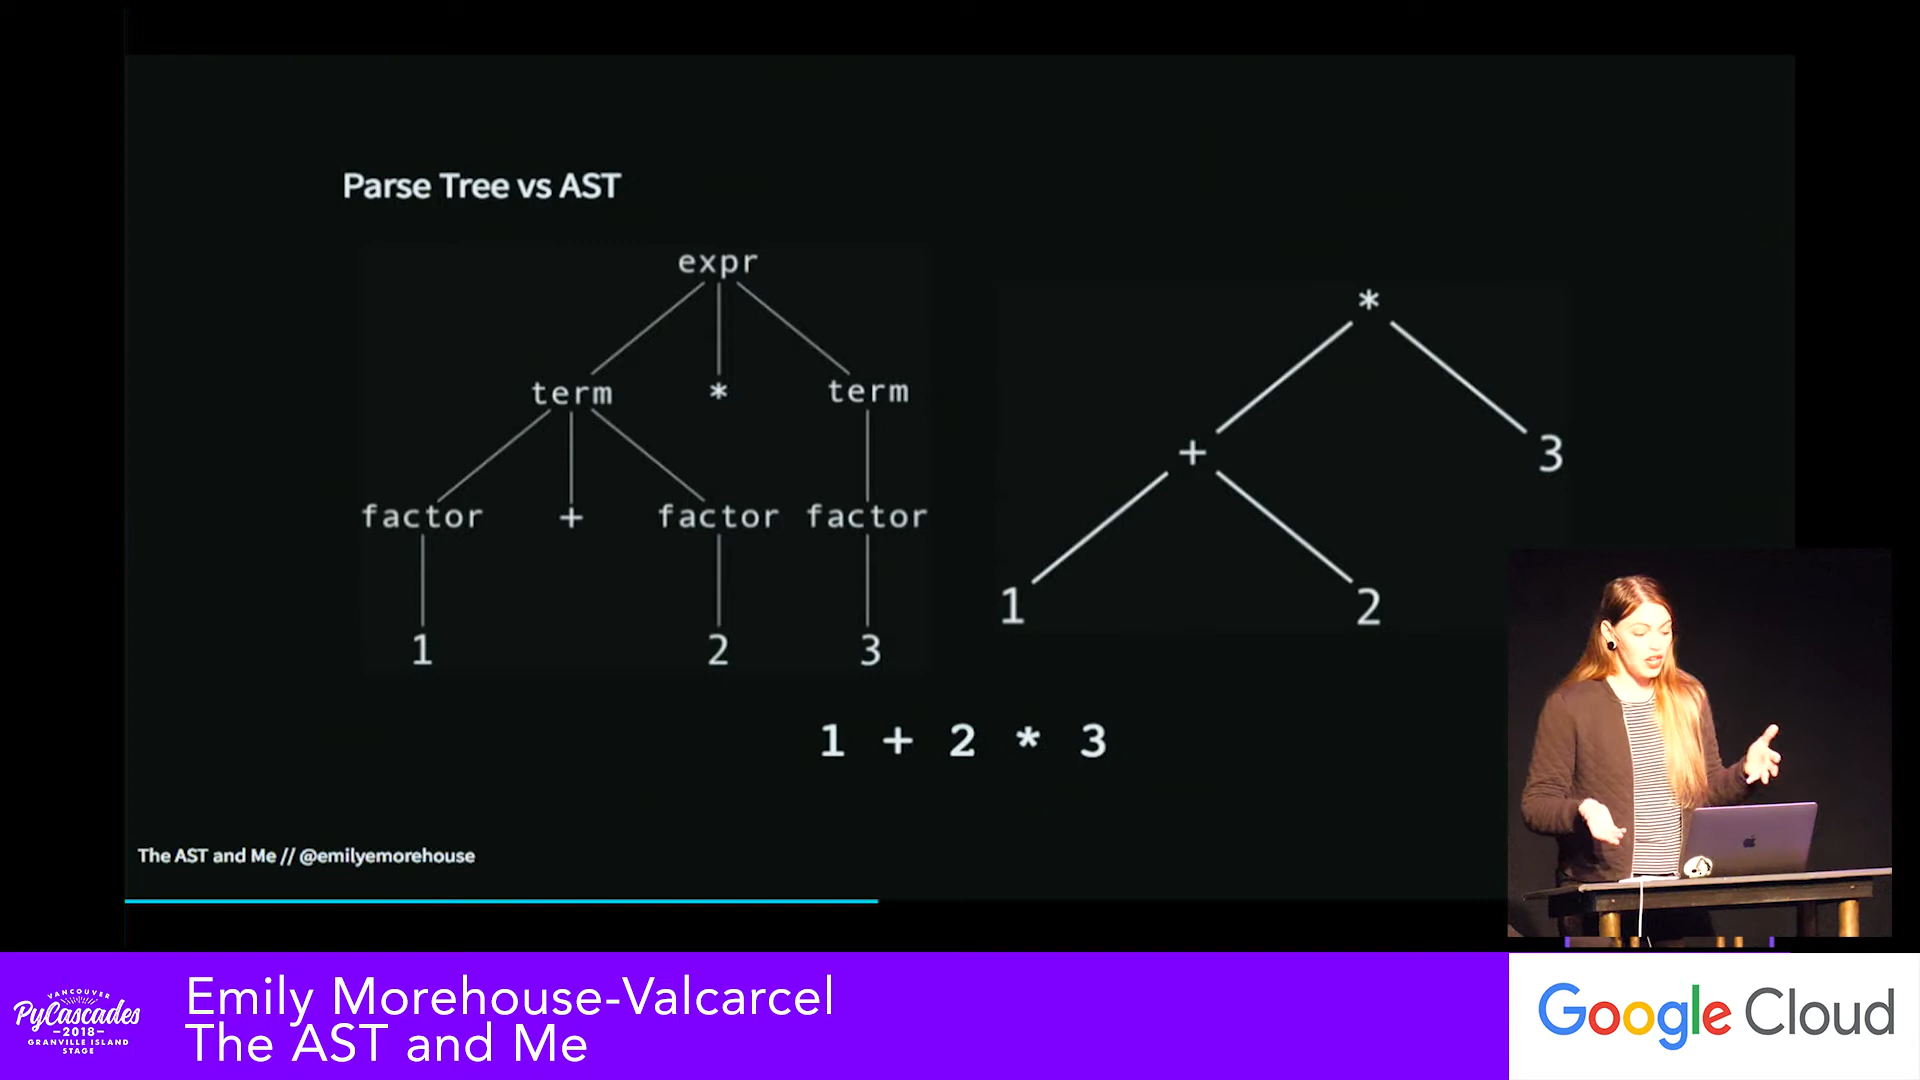 Parse Tree vs AST
expr
term * term
factor + factor factor
1 2 3
*
+ 3
1 2
1 + 2 * 3
The AST and Me // @emilyemorehouse
VANCOUVER
PyCascades
-2018-
GRANVILLE ISLAND
STAGE
Emily Morehouse-Valcarcel
The AST and Me
Google Cloud